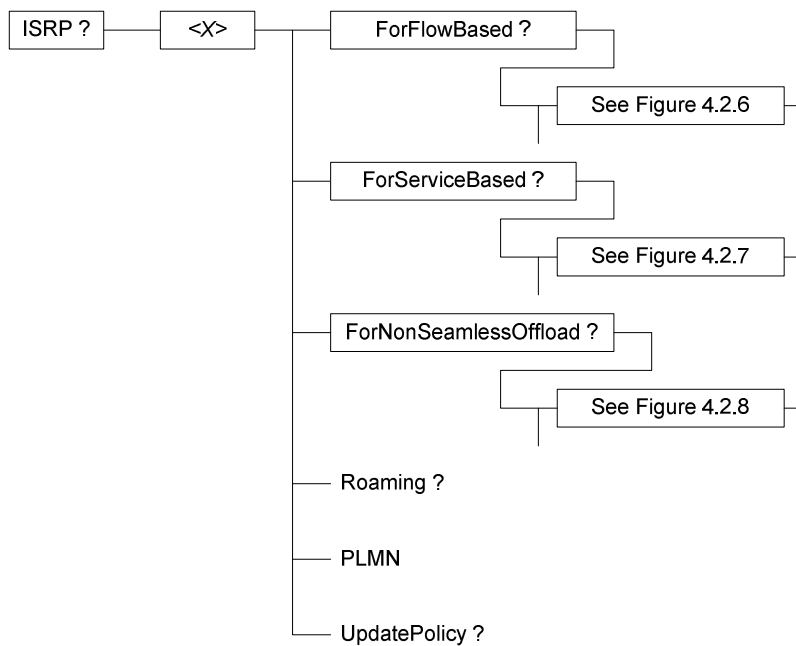 ISRP ?
<X>
ForFlowBased ?
See Figure 4.2.6
ForServiceBased ?
See Figure 4.2.7
ForNonSeamlessOffload ?
See Figure 4.2.8
Roaming ?
PLMN
UpdatePolicy ?